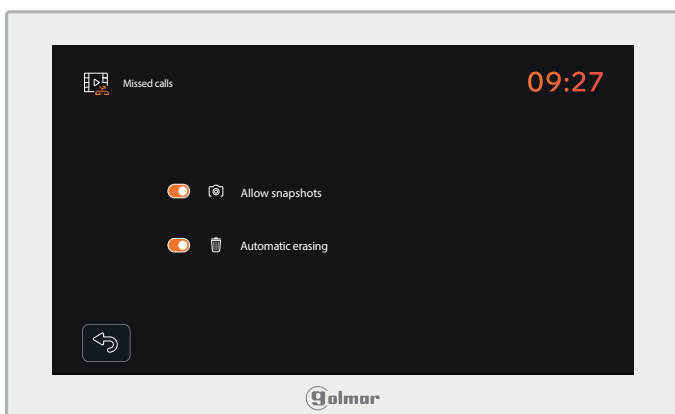 Missed calls
09:27
Allow snapshots
Automatic erasing
golmar